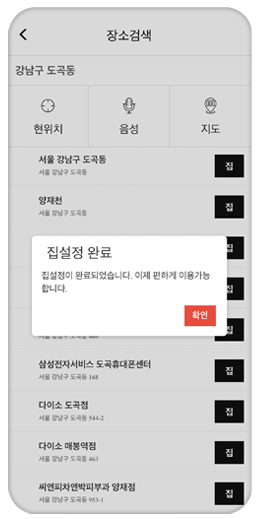 장소검색
강남구 도곡동
현위치
음성
지도
서울 강남구 도곡동
서울 강남구 도곡동
집
양재천
서울 강남구 도곡동
집
집설정 완료
집
집설정이 완료되었습니다. 이제 편하게 이용가능
합니다.
집
확인
집
삼성전자서비스 도곡휴대폰센터
서울 강남구 도곡동 168
집
다이소 도곡점
서울 강남구 도곡동 544-2
집
다이소 매봉역점
서울 강남구 도곡동 463
집
씨앤피차앤박피부과 양재점
서울 강남구 도곡동 953-1
집